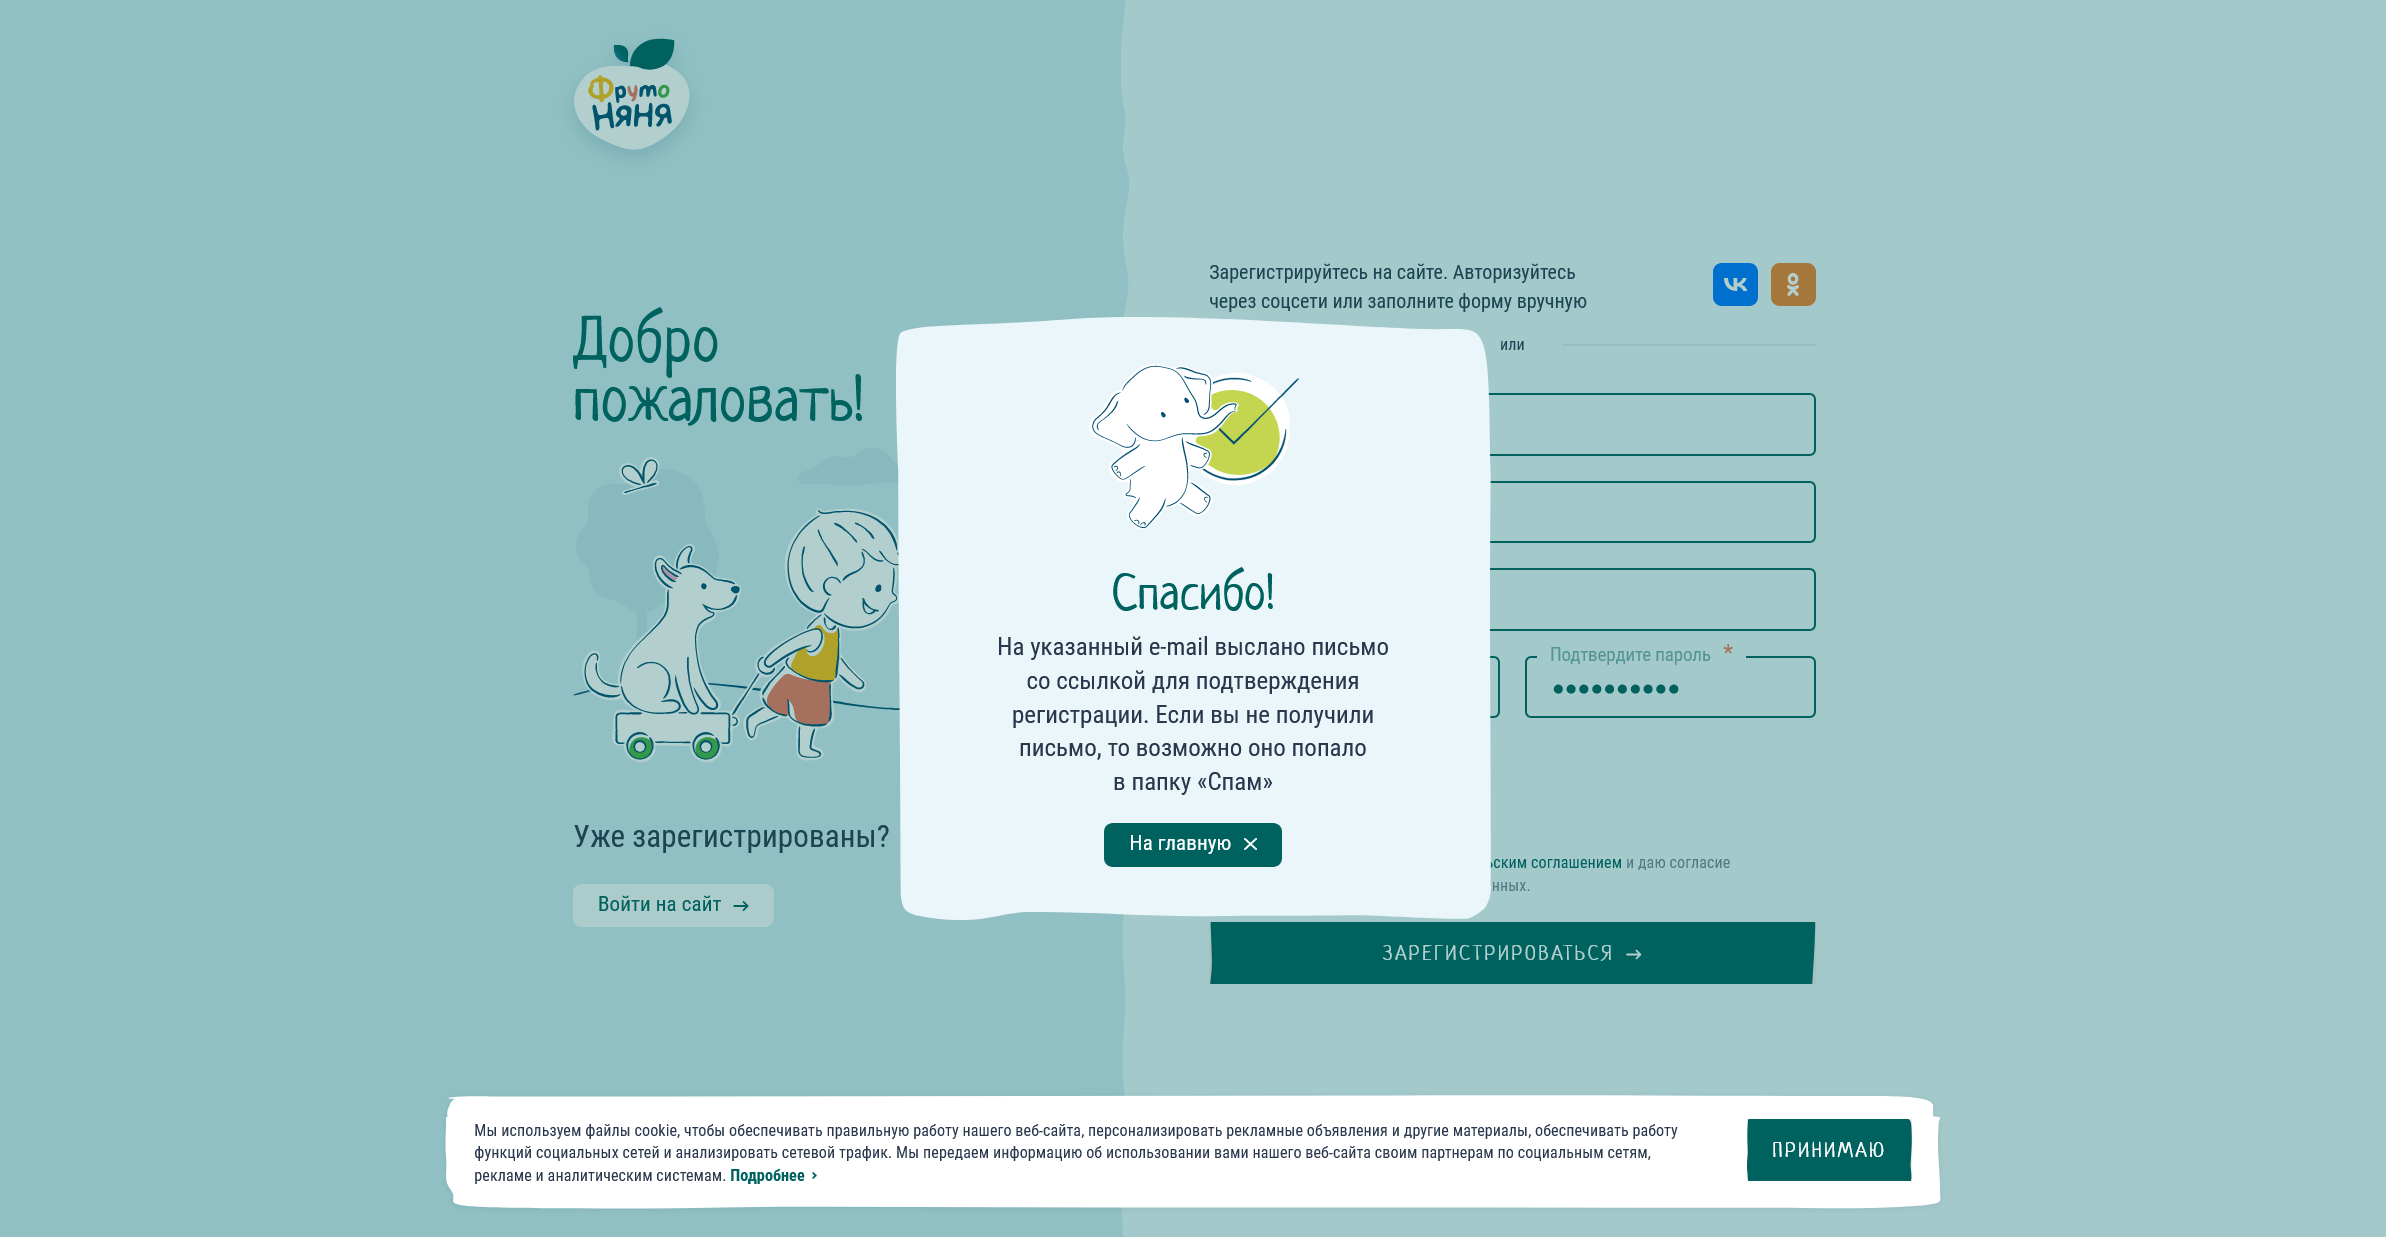 Фруто
НЯНЯ
Добро
пожаловать!
Уже зарегистрированы?
Войти на сайт →
Зарегистрируйтесь на сайте. Авторизуйтесь
через соцсети или заполните форму вручную
или
Подтвердите пароль *
••••••••••
соглашением и даю согласие
ЗАРЕГИСТРИРОВАТЬСЯ →
Спасибо!
На указанный e-mail выслано письмо
со ссылкой для подтверждения
регистрации. Если вы не получили
письмо, то возможно оно попало
в папку «Спам»
На главную ×
Мы используем файлы cookie, чтобы обеспечивать правильную работу нашего веб-сайта, персонализировать рекламные объявления и другие материалы, обеспечивать работу
функций социальных сетей и анализировать сетевой трафик. Мы передаем информацию об использовании вами нашего веб-сайта своим партнерам по социальным сетям,
рекламе и аналитическим системам. Подробнее ›
ПРИНИМАЮ